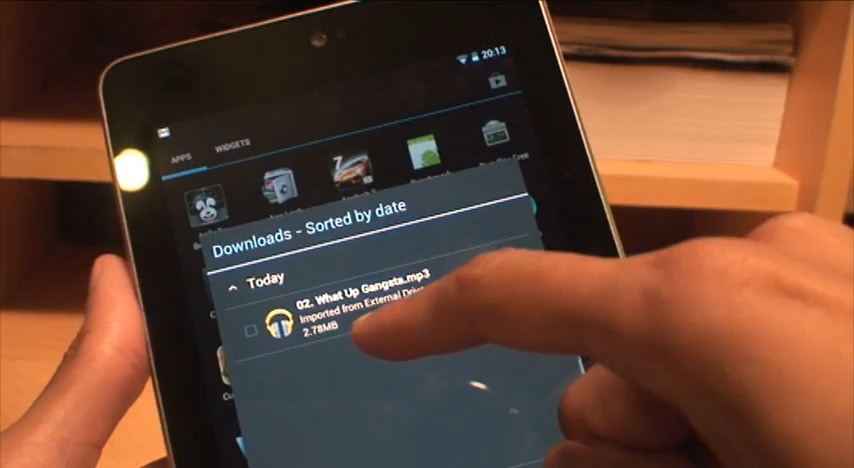 20:13
APPS WIDGETS
Free
Downloads - Sorted by date
Today
02. What Up Gangsta.mp3
Imported from External Drive
2.78MB